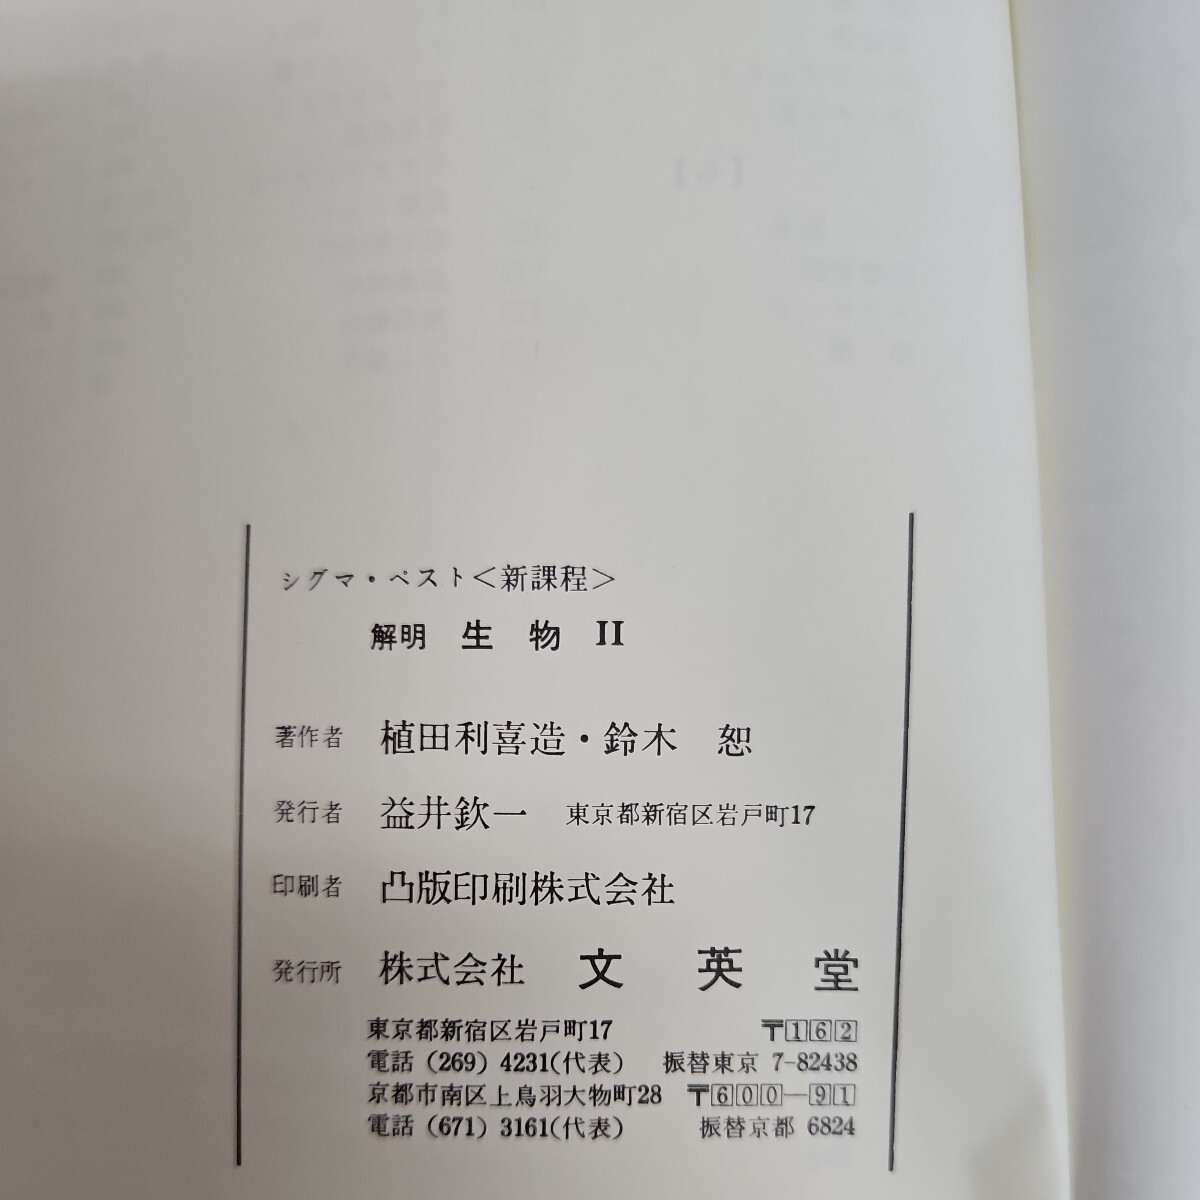 シグマ・ベスト＜新課程＞
解明 生物 II
著作者 植田利喜造・鈴木 恕
発行者 益井欽一 東京都新宿区岩戸町17
印刷者 凸版印刷株式会社
発行所 株式会社 文英堂
東京都新宿区岩戸町17 〒162
電話 (269) 4231(代表) 振替東京 7-82438
京都市南区上鳥羽大物町28 〒600—91
電話 (671) 3161(代表) 振替京都 6824